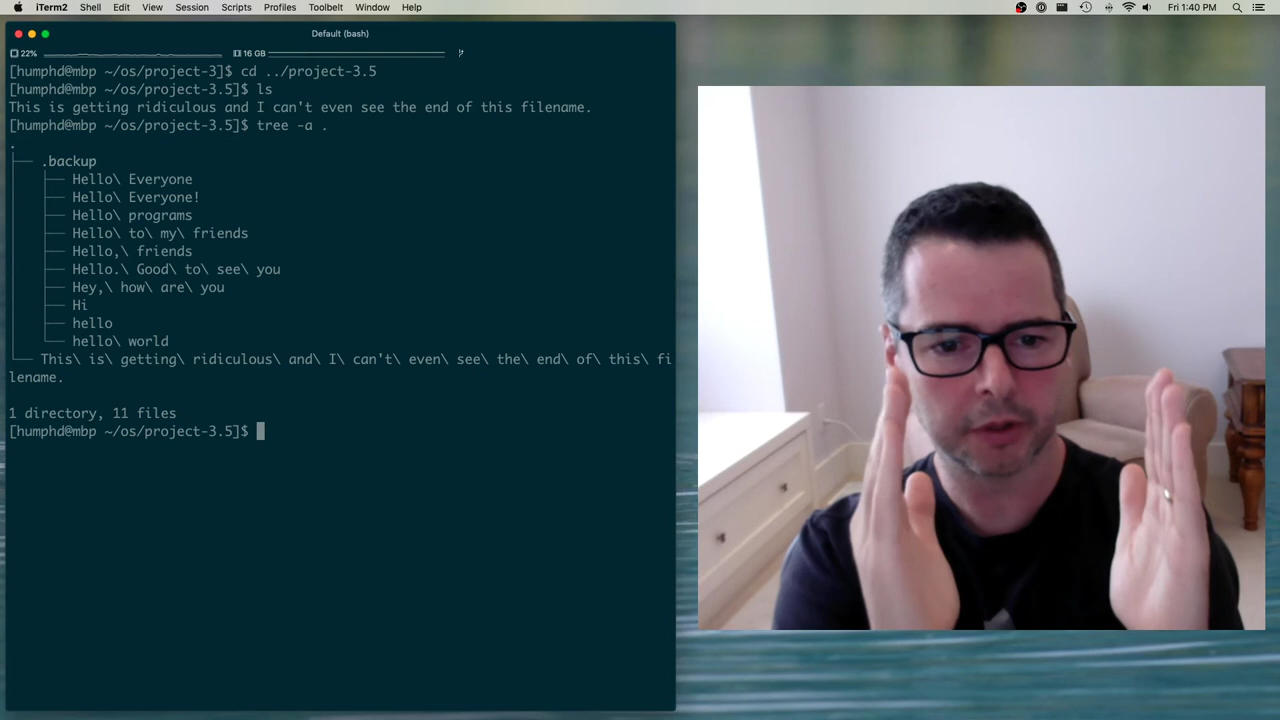 iTerm2 Shell Edit View Session Scripts Profiles Toolbelt Window Help Fri 1:40 PM
Default (bash)
22% 16 GB
[humphd@mbp ~/os/project-3]$ cd ../project-3.5
[humphd@mbp ~/os/project-3.5]$ ls
This is getting ridiculous and I can't even see the end of this filename.
[humphd@mbp ~/os/project-3.5]$ tree -a .
.
├── .backup
│   ├── Hello\ Everyone
│   ├── Hello\ Everyone!
│   ├── Hello\ programs
│   ├── Hello\ to\ my\ friends
│   ├── Hello,\ friends
│   ├── Hello.\ Good\ to\ see\ you
│   ├── Hey,\ how\ are\ you
│   ├── Hi
│   ├── hello
│   └── hello\ world
└── This\ is\ getting\ ridiculous\ and\ I\ can't\ even\ see\ the\ end\ of\ this\ fi
lename.
1 directory, 11 files
[humphd@mbp ~/os/project-3.5]$